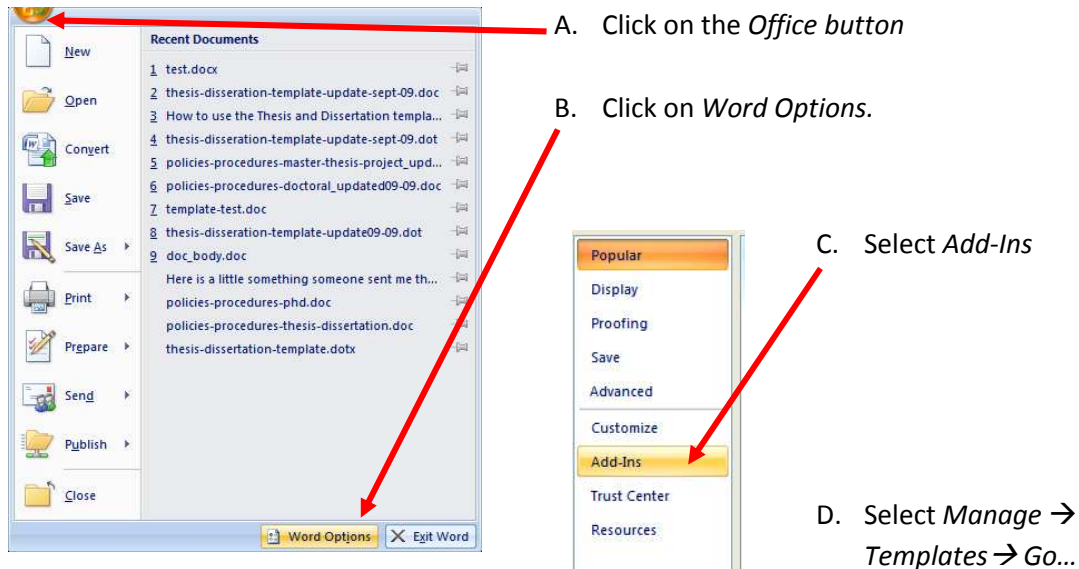 A. Click on the Office button
B. Click on Word Options.
New
Open
Convert
Save
Save As
Print
Prepare
Send
Publish
Close
Recent Documents
1 test.docx
2 thesis-disseration-template-update-sept-09.doc
3 How to use the Thesis and Dissertation templa...
4 thesis-disseration-template-update-sept-09.dot
5 policies-procedures-master-thesis-project_upd...
6 policies-procedures-doctoral_updated09-09.doc
7 template-test.doc
8 thesis-disseration-template-update09-09.dot
9 doc_body.doc
Here is a little something someone sent me th...
policies-procedures-phd.doc
policies-procedures-thesis-dissertation.doc
thesis-dissertation-template.dotx
Word Options
Exit Word
C. Select Add-Ins
Popular
Display
Proofing
Save
Advanced
Customize
Add-Ins
Trust Center
Resources
D. Select Manage →
Templates → Go...